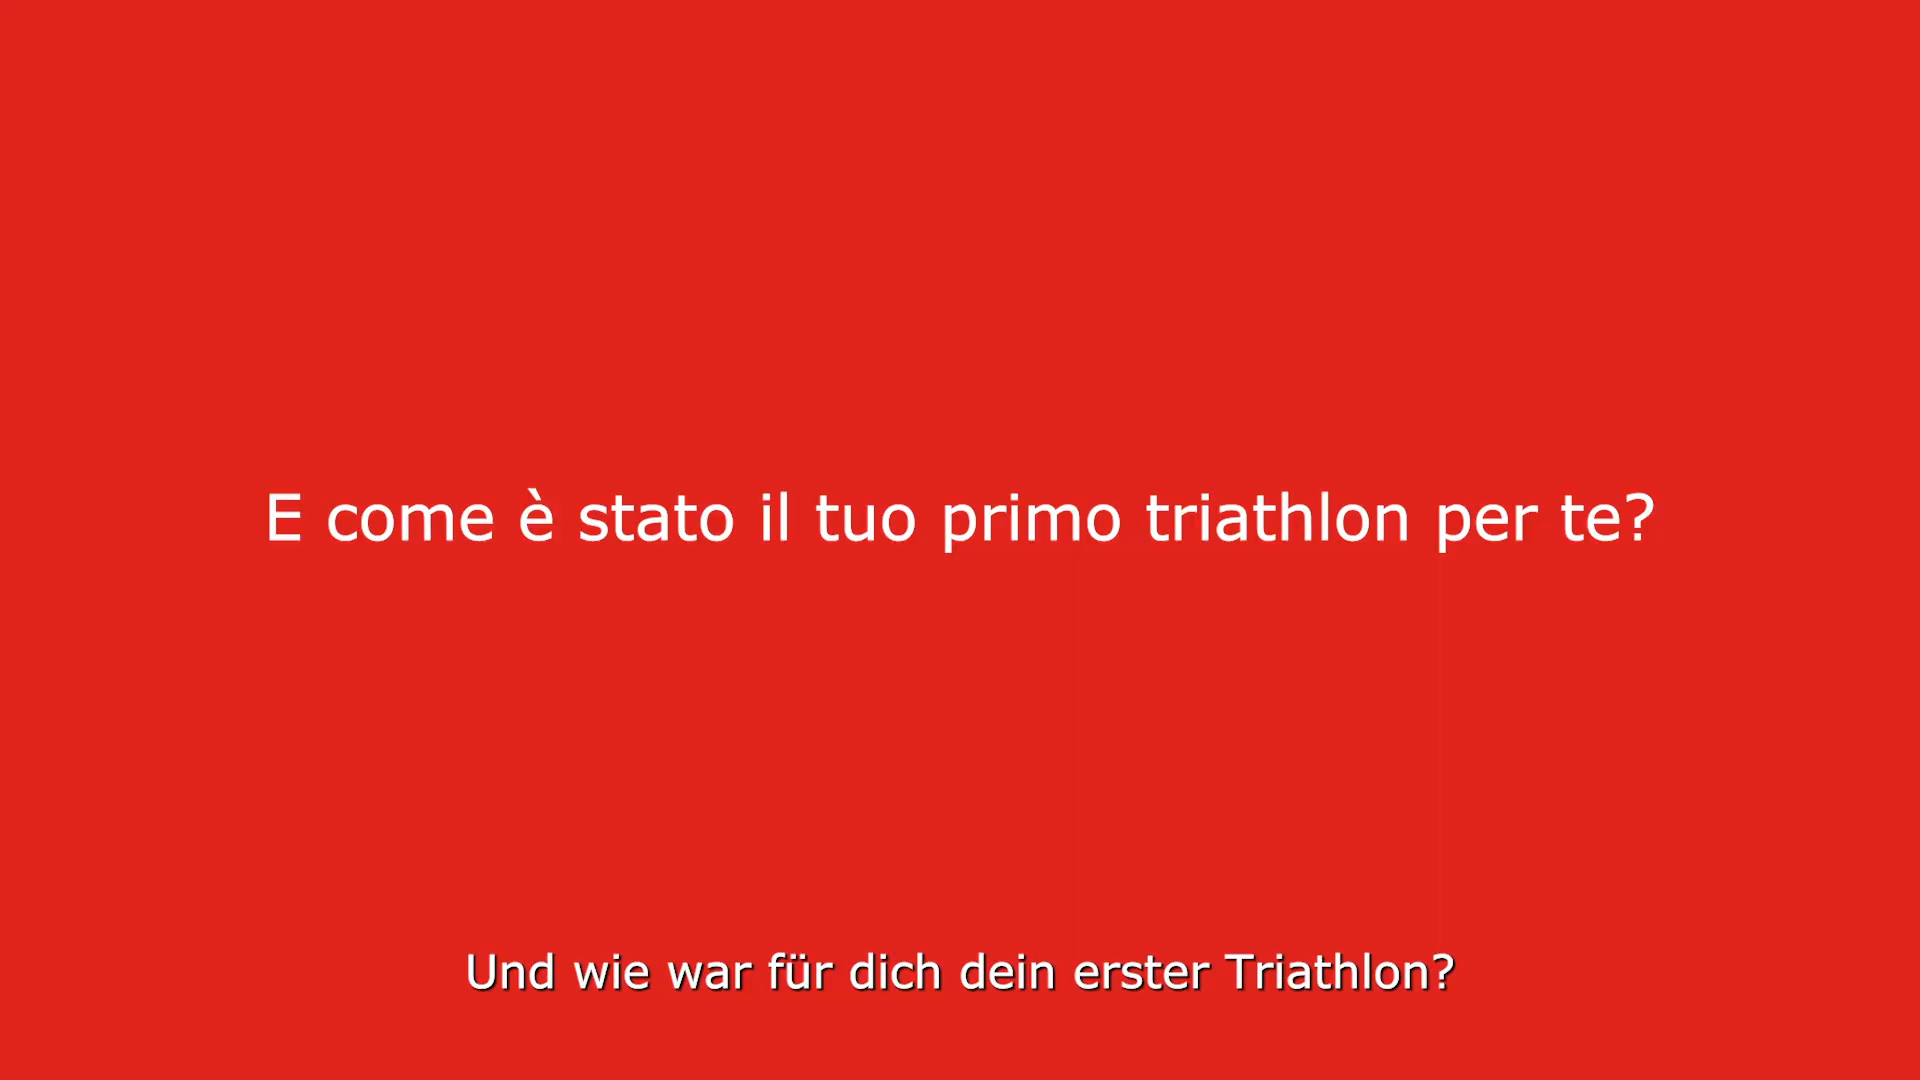 E come è stato il tuo primo triathlon per te?
Und wie war für dich dein erster Triathlon?